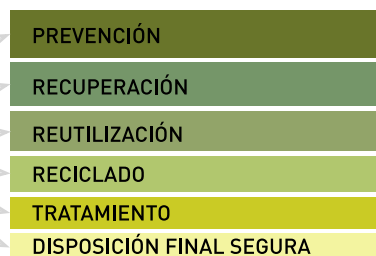 PREVENCIÓN
RECUPERACIÓN
REUTILIZACIÓN
RECICLADO
TRATAMIENTO
DISPOSICIÓN FINAL SEGURA